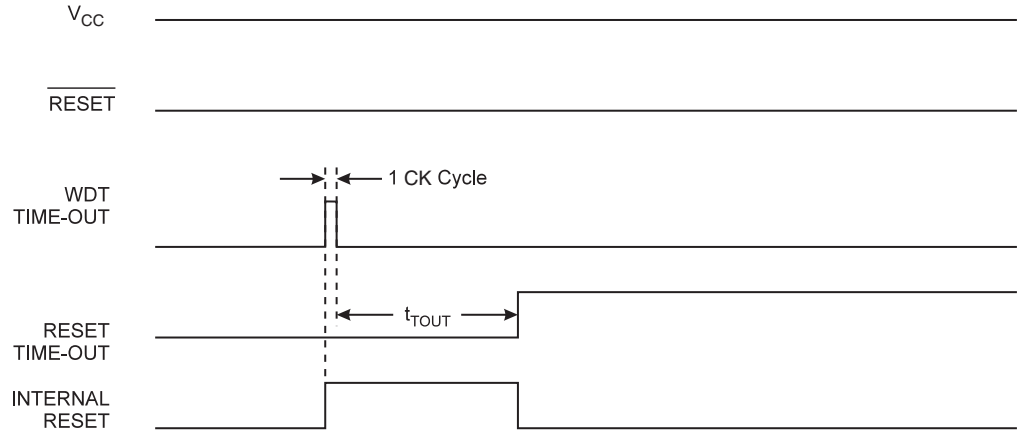 VCC
RESET
1 CK Cycle
WDT
TIME-OUT
tTOUT
RESET
TIME-OUT
INTERNAL
RESET